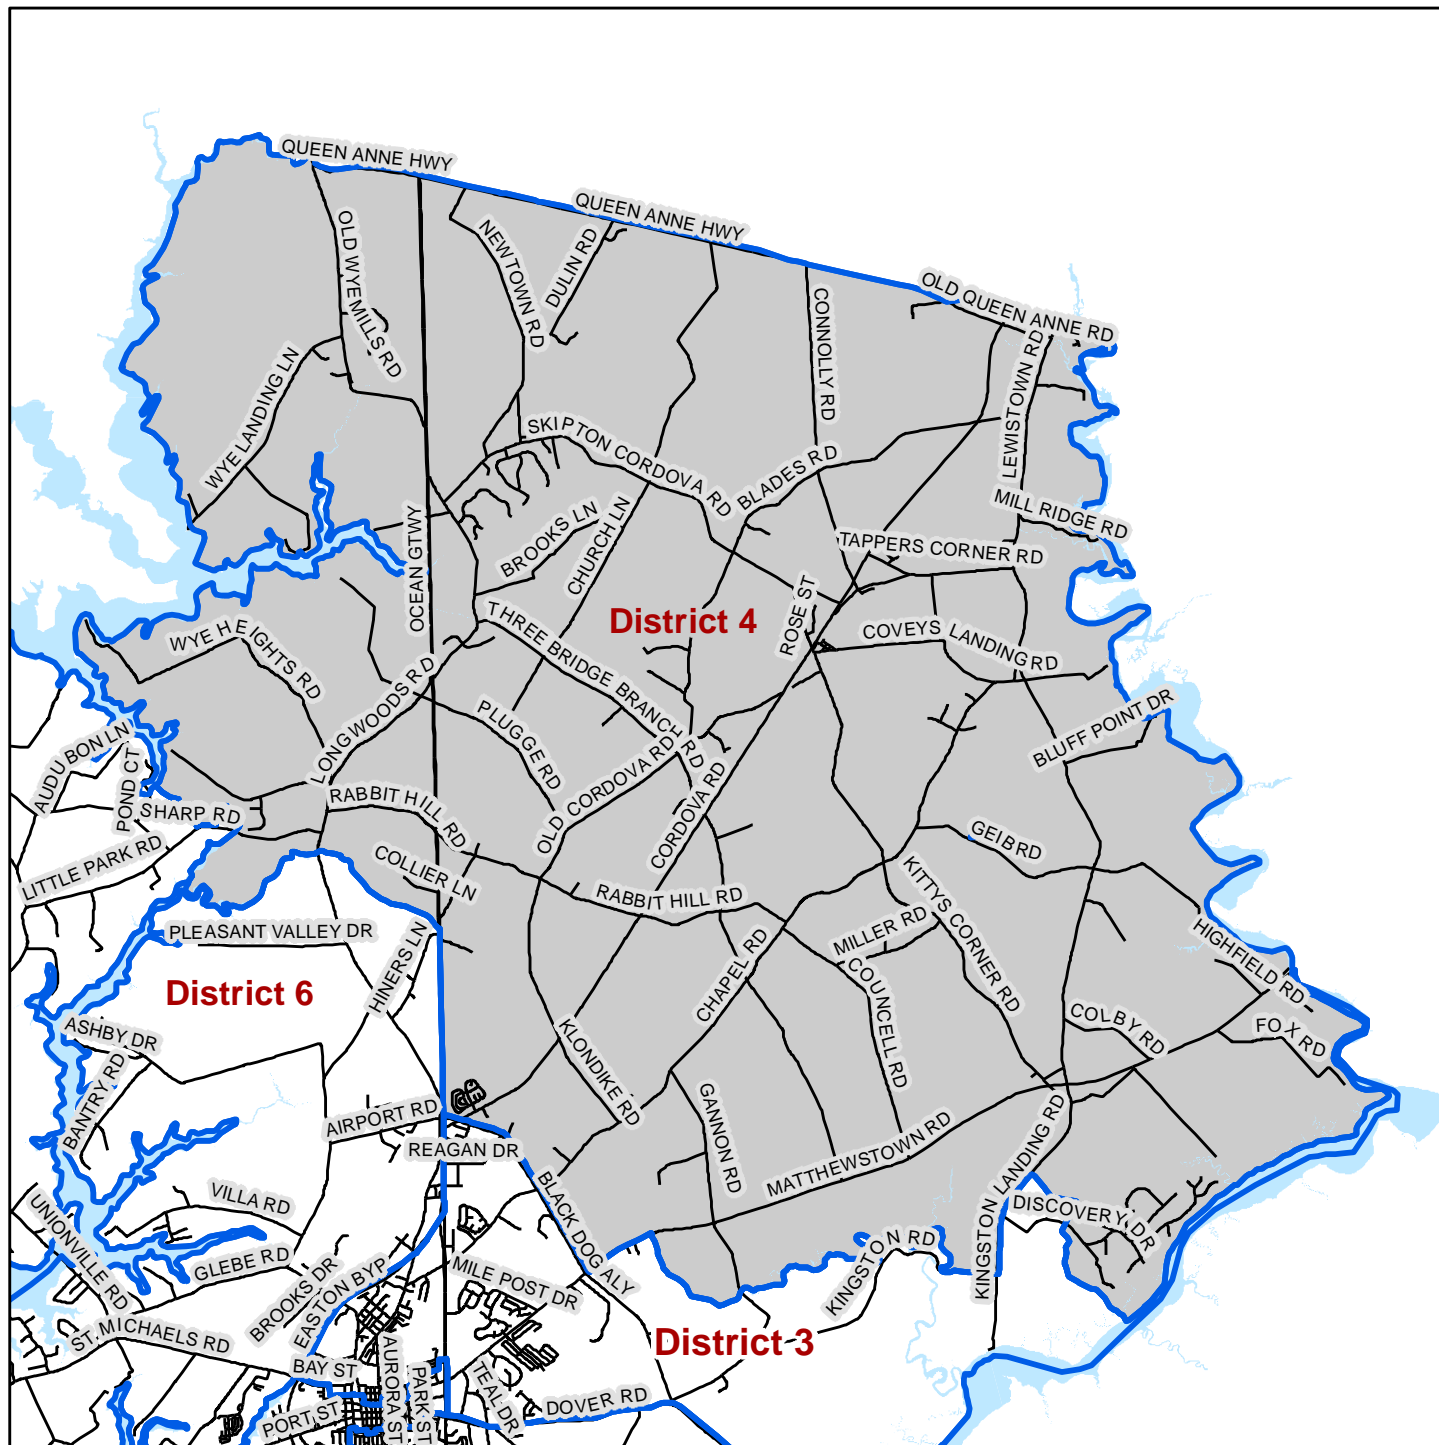 QUEEN ANNE HWY
QUEEN ANNE HWY
OLD QUEEN ANNE RD
OLD WYEMILLS RD
NEWTOWN RD
DULIN RD
CONNOLLY RD
LEWISTOWN RD
WYE LANDING LN
SKIPTON CORDOVA RD
BLADES RD
MILL RIDGE RD
OCEAN GTWY
BROOKS LN
CHURCH LN
TAPPERS CORNER RD
District 4
ROSE ST
COVEYS LANDING RD
WYE HEIGHTS RD
THREE BRIDGE BRANCH RD
LONGWOODS RD
PLUGGE RD
BLUFF POINT DR
AUDUBON LN
POND CT
SHARP RD
RABBIT HILL RD
OLD CORDOVA RD
CORDOVA RD
GEIB RD
LITTLE PARK RD
COLLIER LN
RABBIT HILL RD
KITTYS CORNER RD
MILLER RD
PLEASANT VALLEY DR
HINERS LN
CHAPEL RD
HIGHFIELD RD
District 6
COUNCELL RD
COLBY RD
FOX RD
ASHBY DR
BANTRY RD
KLONDIKE RD
AIRPORT RD
REAGAN DR
GANNON RD
MATTHEWSTOWN RD
KINGSTON LANDING RD
VILLA RD
UNIONVILLE RD
BLACK DOG ALY
DISCOVERY DR
GLEBE RD
BROOKS DR
EASTON BYP
MILE POST DR
KINGSTON RD
ST. MICHAELS RD
District 3
BAY ST
AURORA ST
PARK ST
TEAL DR
DOVER RD
PORT ST